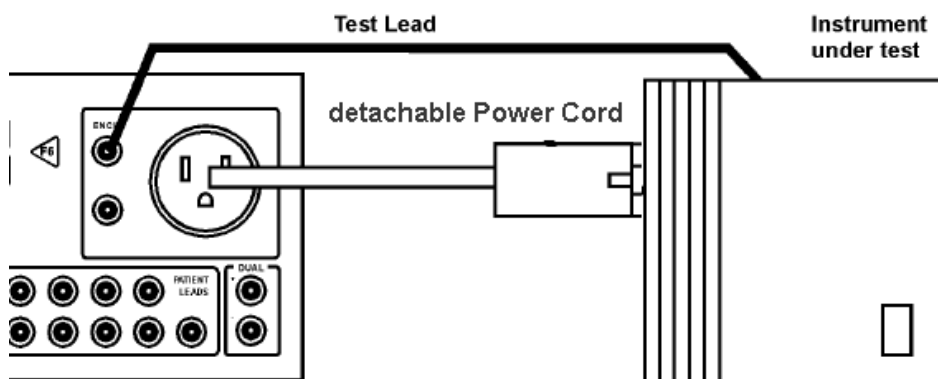 Test Lead
Instrument
under test
detachable Power Cord
F6
DUAL
PATIENT
LEADS